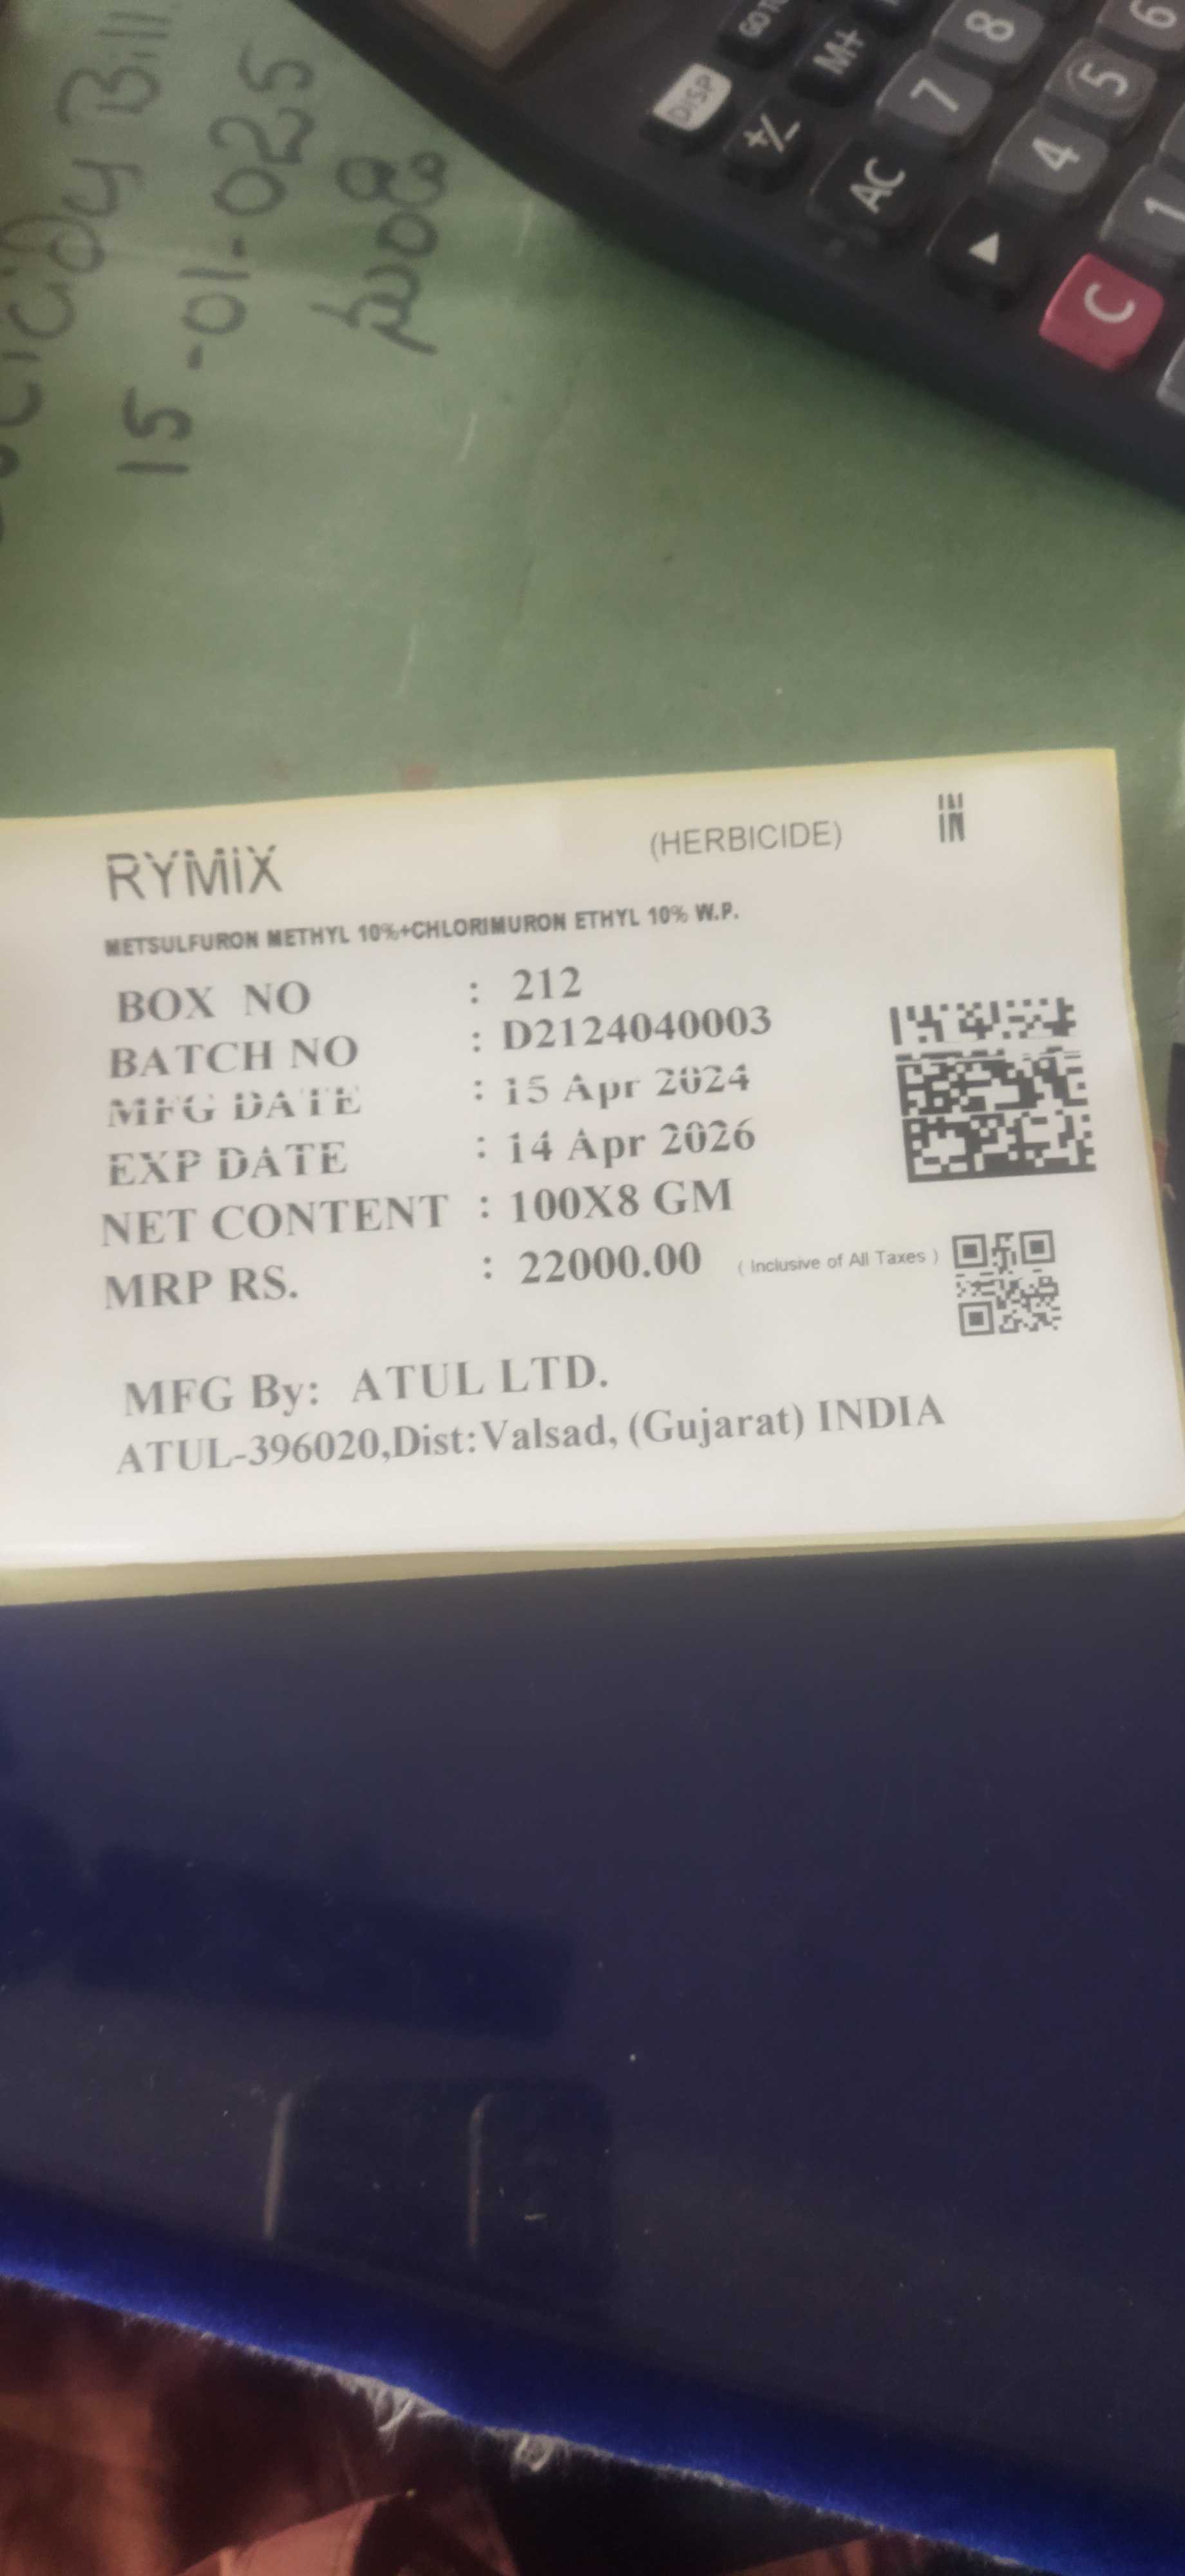 Bill
15-01-025
GOTO
M+
8
6
DISP
+/-
7
5
AC
4
▲
1
C
RYMIX (HERBICIDE) IN
METSULFURON METHYL 10%+CHLORIMURON ETHYL 10% W.P.
BOX NO : 212
BATCH NO : D2124040003
MFG DATE : 15 Apr 2024
EXP DATE : 14 Apr 2026
NET CONTENT : 100X8 GM
MRP RS. : 22000.00 ( Inclusive of All Taxes )
MFG By: ATUL LTD.
ATUL-396020,Dist:Valsad, (Gujarat) INDIA